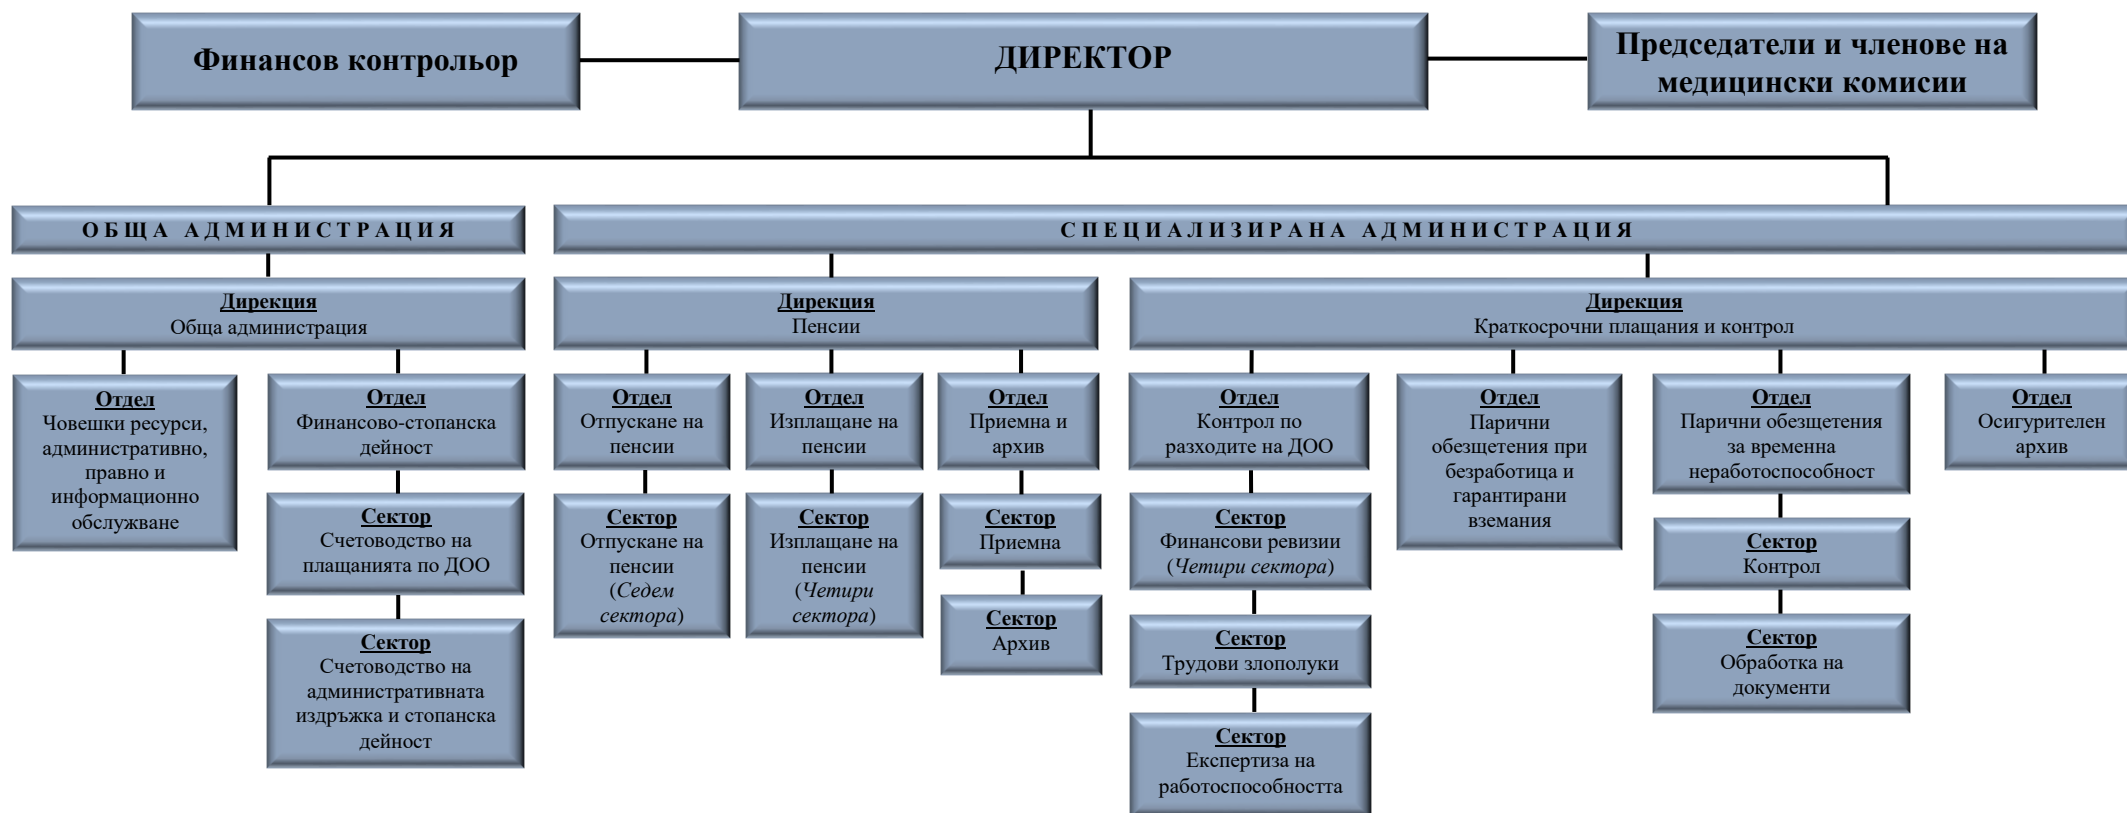 Финансов контрольор
ДИРЕКТОР
Председатели и членове на
медицински комисии
ОБЩА АДМИНИСТРАЦИЯ
СПЕЦИАЛИЗИРАНА АДМИНИСТРАЦИЯ
Дирекция
Обща администрация
Дирекция
Пенсии
Дирекция
Краткосрочни плащания и контрол
Отдел
Човешки ресурси,
административно,
правно и
информационно
обслужване
Отдел
Финансово-стопанска
дейност
Сектор
Счетоводство на
плащанията по ДОО
Сектор
Счетоводство на
административната
издръжка и стопанска
дейност
Отдел
Отпускане на
пенсии
Сектор
Отпускане на
пенсии
(Седем
сектора)
Отдел
Изплащане на
пенсии
Сектор
Изплащане на
пенсии
(Четири
сектора)
Отдел
Приемна и
архив
Сектор
Приемна
Сектор
Архив
Отдел
Контрол по
разходите на ДОО
Сектор
Финансови ревизии
(Четири сектора)
Сектор
Трудови злополуки
Сектор
Експертиза на
работоспособността
Отдел
Парични
обезщетения при
безработица и
гарантирани
вземания
Отдел
Парични обезщетения
за временна
неработоспособност
Сектор
Контрол
Сектор
Обработка на
документи
Отдел
Осигурителен
архив